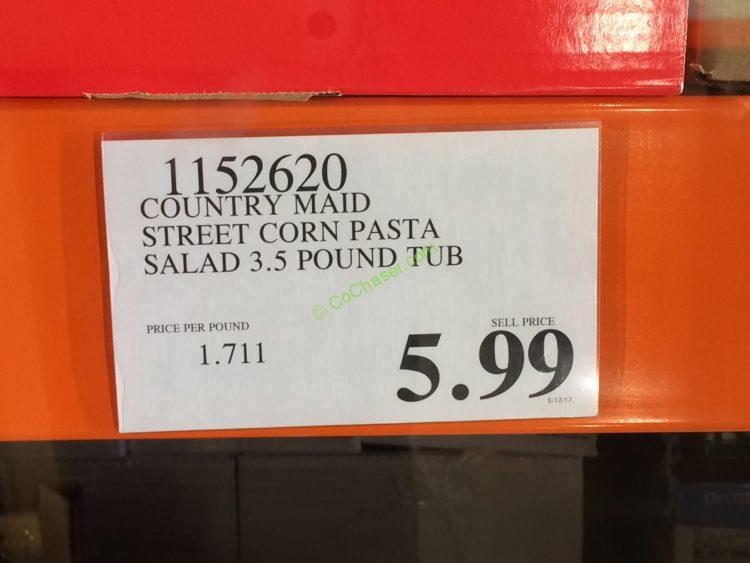 1152620
COUNTRY MAID
STREET CORN PASTA
SALAD 3.5 POUND TUB
© CoChaser.com
PRICE PER POUND
1.711
SELL PRICE
5.99
5/12/17